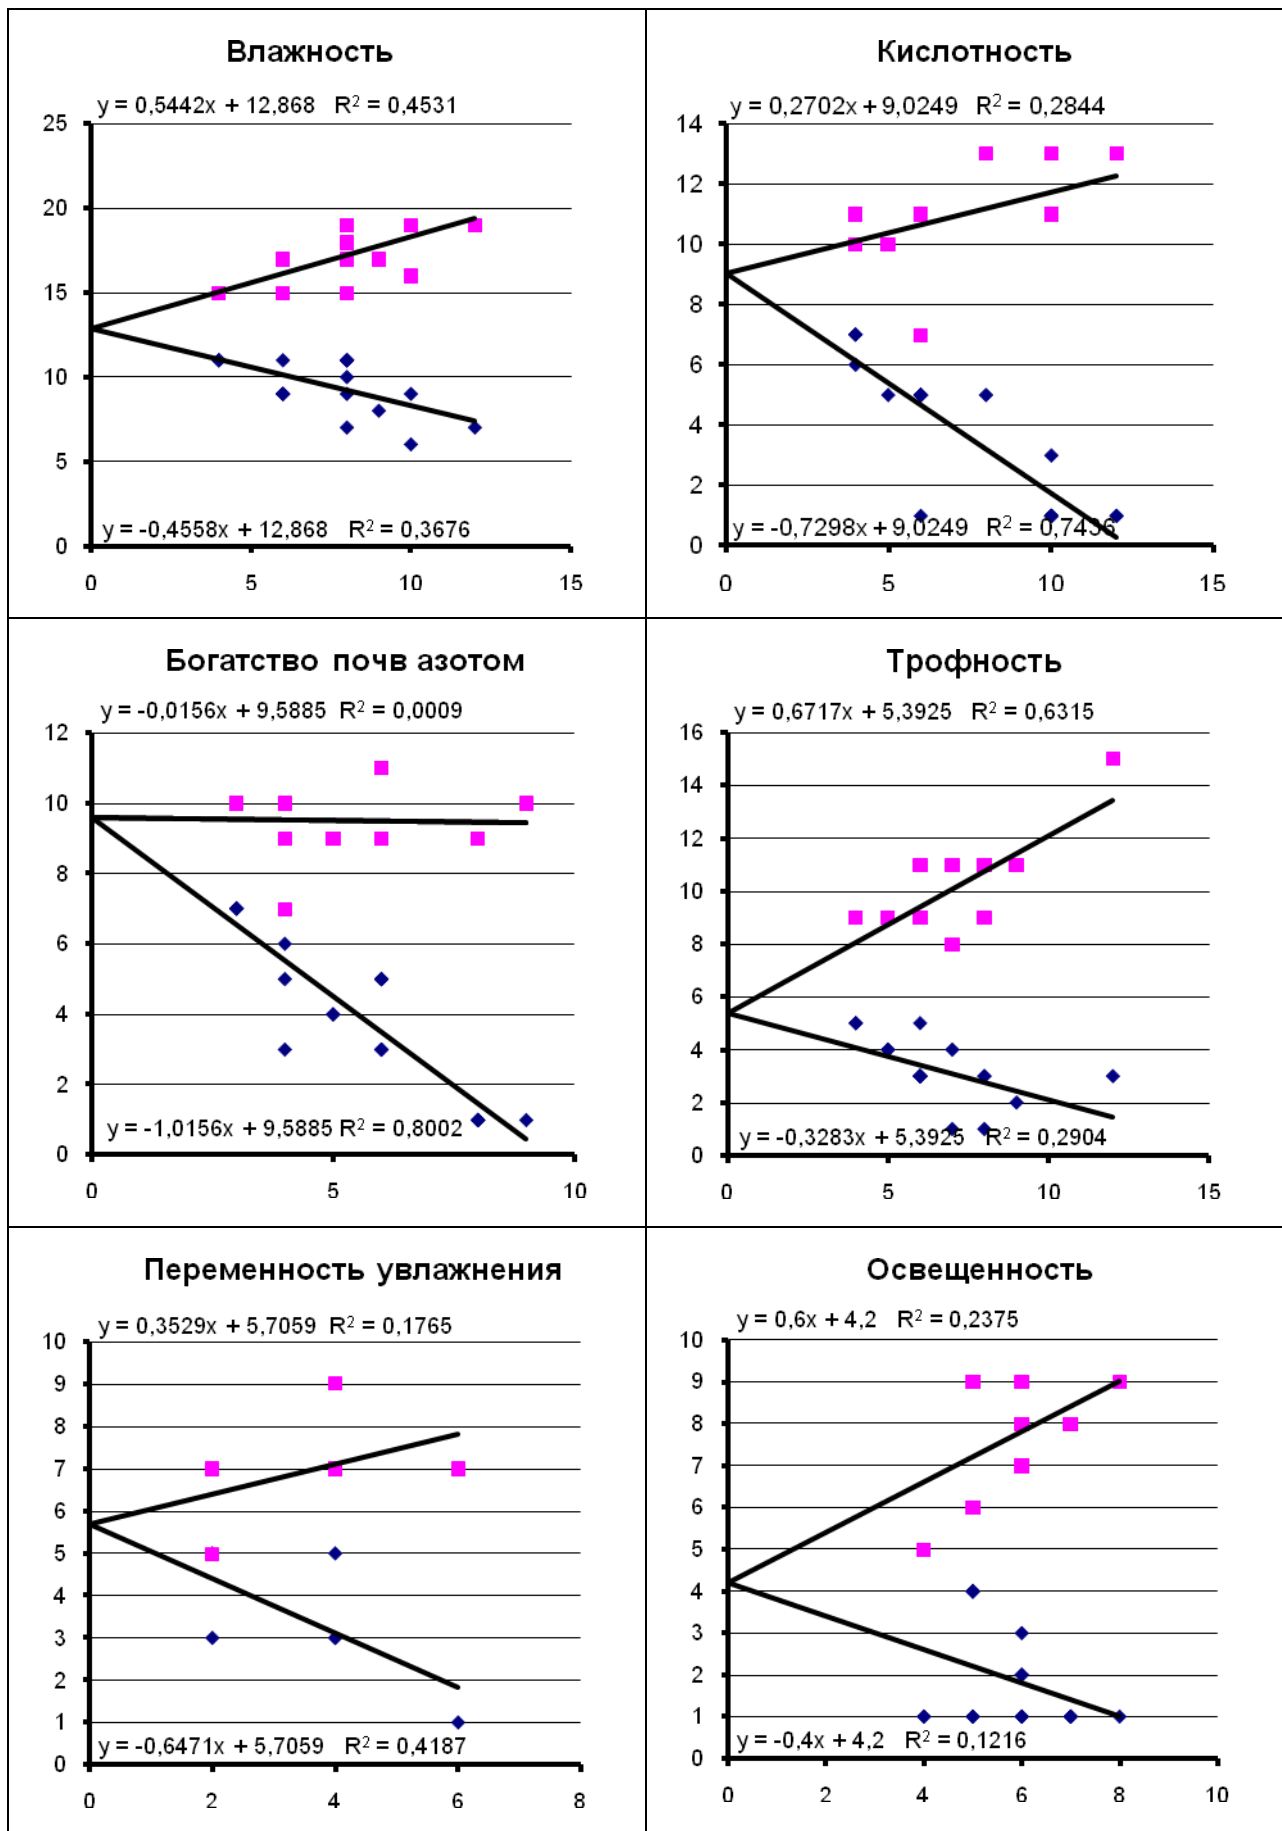 Влажность
y = 0,5442x + 12,868 R² = 0,4531
25
20
15
10
5
0
y = -0,4558x + 12,868 R² = 0,3676
0 5 10 15
Кислотность
y = 0,2702x + 9,0249 R² = 0,2844
14
12
10
8
6
4
2
0
y = -0,7298x + 9,0249 R² = 0,7436
0 5 10 15
Богатство почв азотом
y = -0,0156x + 9,5885 R² = 0,0009
12
10
8
6
4
2
0
y = -1,0156x + 9,5885 R² = 0,8002
0 5 10
Трофность
y = 0,6717x + 5,3925 R² = 0,6315
16
14
12
10
8
6
4
2
0
y = -0,3283x + 5,3925 R² = 0,2904
0 5 10 15
Переменность увлажнения
y = 0,3529x + 5,7059 R² = 0,1765
10
9
8
7
6
5
4
3
2
1
0
y = -0,6471x + 5,7059 R² = 0,4187
0 2 4 6 8
Освещенность
y = 0,6x + 4,2 R² = 0,2375
10
9
8
7
6
5
4
3
2
1
0
y = -0,4x + 4,2 R² = 0,1216
0 2 4 6 8 10